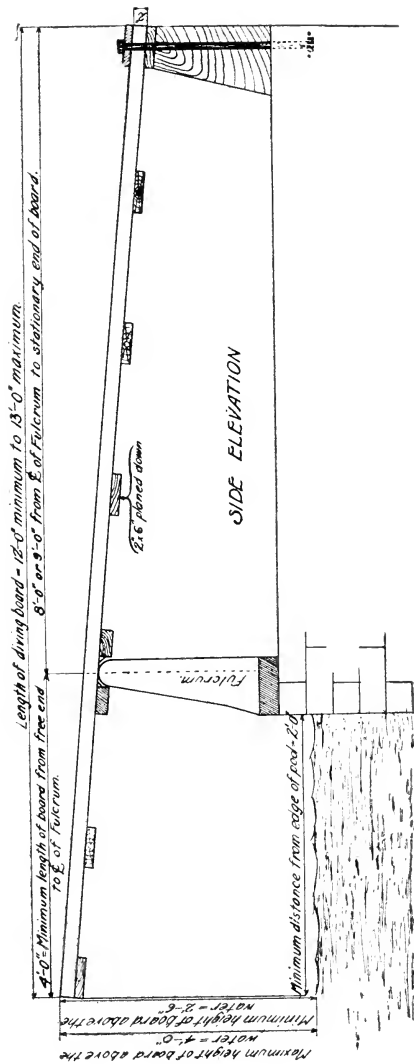 Length of diving board = 12'-0" minimum to 13'-0" maximum.
4'-0" = Minimum length of board from free end
to ℄ of Fulcrum.
8'-0" or 9'-0" from ℄ of Fulcrum to stationary end of board.
2"x6" planed down
Fulcrum.
SIDE ELEVATION
Minimum distance from edge of pool - 2'-0"
Minimum height of board above the
water = 2'-6"
Maximum height of board above the
water = 4'-0"